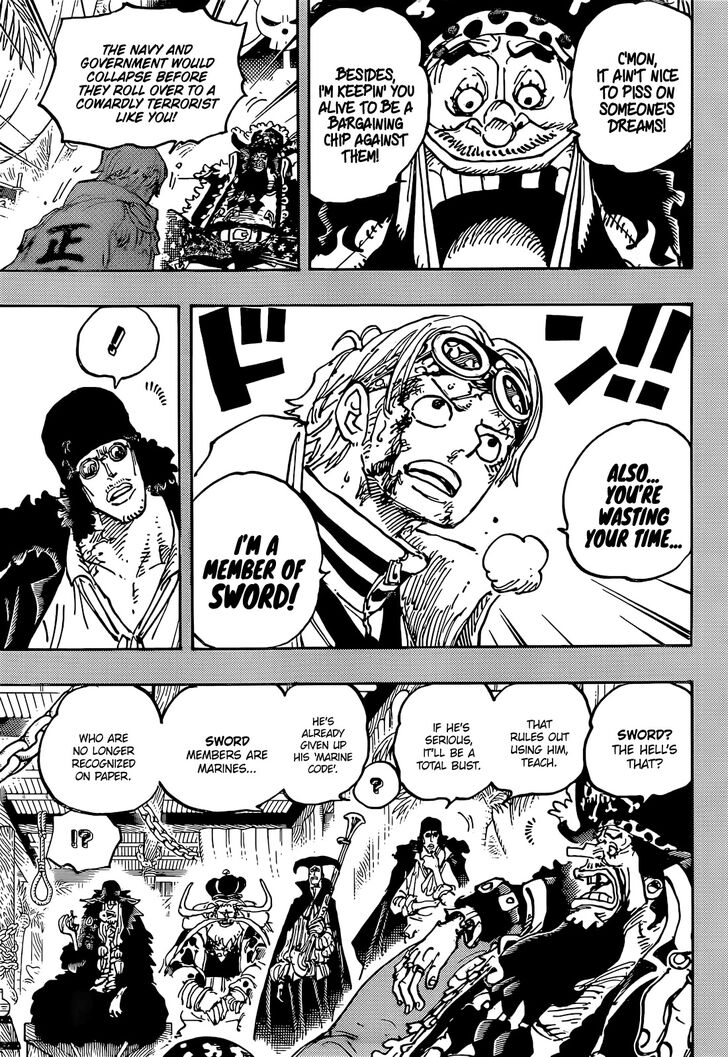 C'MON,
IT AIN'T NICE
TO PISS ON
SOMEONE'S
DREAMS!
BESIDES,
I'M KEEPIN' YOU
ALIVE TO BE A
BARGAINING
CHIP AGAINST
THEM!
THE NAVY AND
GOVERNMENT WOULD
COLLAPSE BEFORE
THEY ROLL OVER TO A
COWARDLY TERRORIST
LIKE YOU!
正
ドン!!
ALSO...
YOU'RE
WASTING
YOUR TIME...
I'M A
MEMBER OF
SWORD!
!
SWORD?
THE HELL'S
THAT?
THAT
RULES OUT
USING HIM,
TEACH.
IF HE'S
SERIOUS,
IT'LL BE A
TOTAL BUST.
?
HE'S
ALREADY
GIVEN UP
HIS 'MARINE
CODE'.
SWORD
MEMBERS ARE
MARINES...
WHO ARE
NO LONGER
RECOGNIZED
ON PAPER.
!?